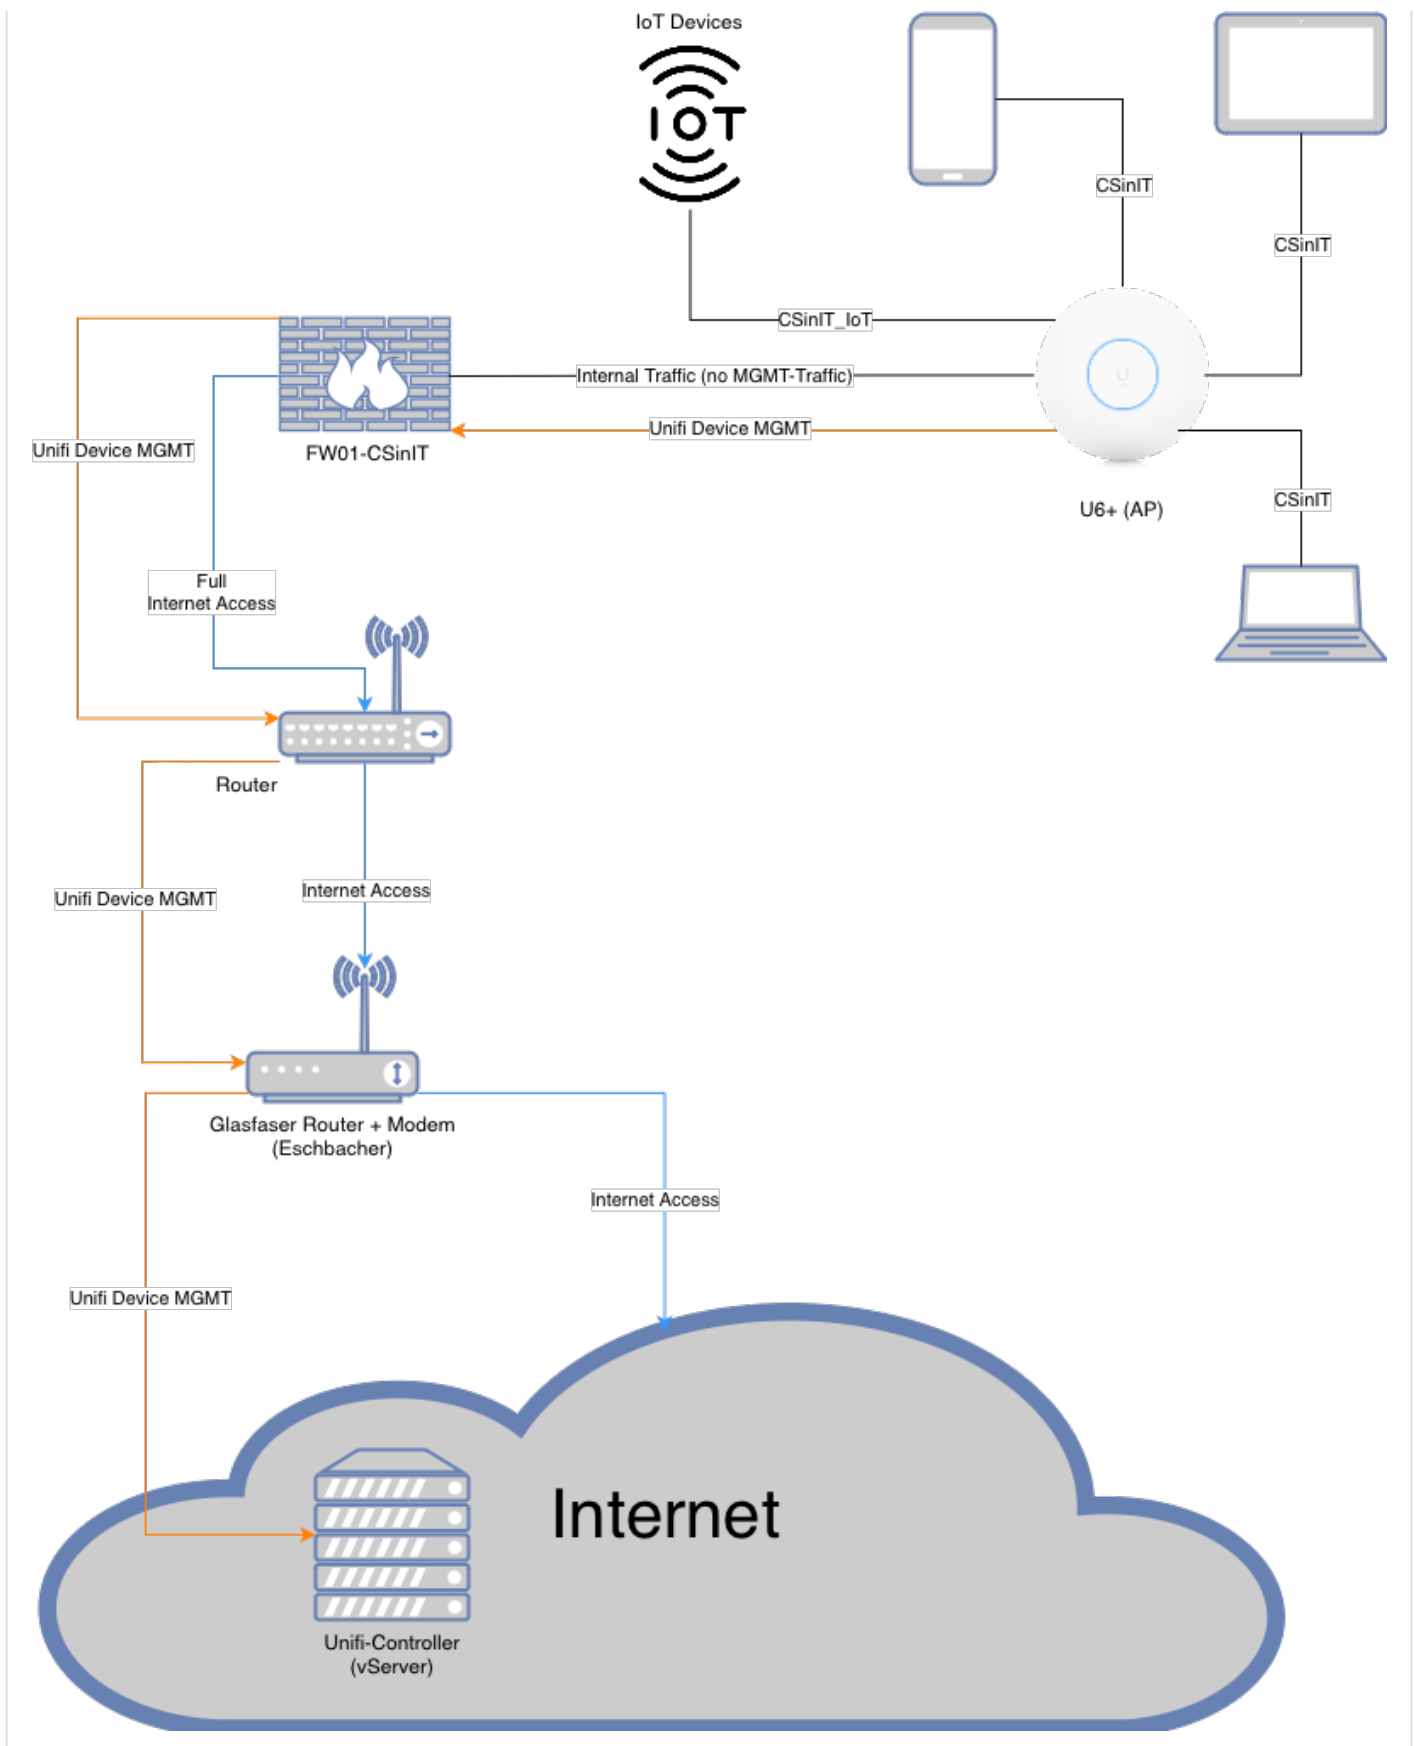 IoT Devices
IOT
CSinIT
CSinIT
CSinIT_IoT
Internal Traffic (no MGMT-Traffic)
Unifi Device MGMT
Unifi Device MGMT
FW01-CSinIT
U6+ (AP)
CSinIT
Full
Internet Access
Router
Unifi Device MGMT
Internet Access
Glasfaser Router + Modem
(Eschbacher)
Internet Access
Unifi Device MGMT
Internet
Unifi-Controller
(vServer)